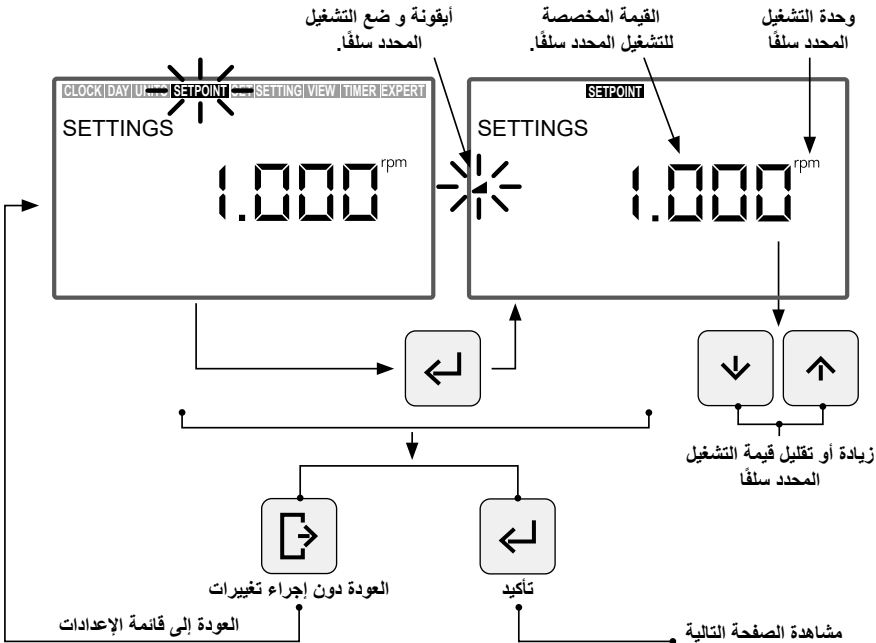 وحدة التشغيل
المحدد سلفًا
القيمة المخصصة
للتشغيل المحدد سلفًا.
أيقونة و ضع التشغيل
المحدد سلفًا.
CLOCK DAY SETPOINT SETTING VIEW TIMER EXPERT
SETTINGS
1.000 rpm
SETPOINT
SETTINGS
1.000 rpm
زيادة أو تقليل قيمة التشغيل
المحدد سلفًا
العودة دون إجراء تغييرات
تأكيد
العودة إلى قائمة الإعدادات
مشاهدة الصفحة التالية